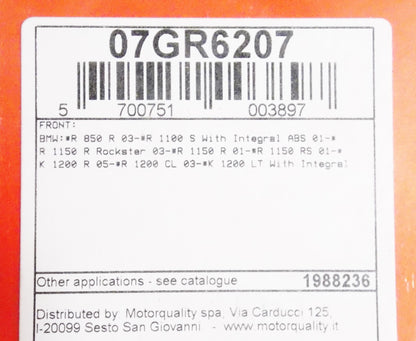 07GR6207
5 700751 003897
FRONT:
BMW:*R 850 R 03-*R 1100 S With Integral ABS 01-*
R 1150 R Rockster 03-*R 1150 R 01-*R 1150 RS 01-*
K 1200 R 05-*R 1200 CL 03-*K 1200 LT With Integral
Other applications - see catalogue 1988236
Distributed by Motorquality spa, Via Carducci 125,
I-20099 Sesto San Giovanni - www.motorquality.it